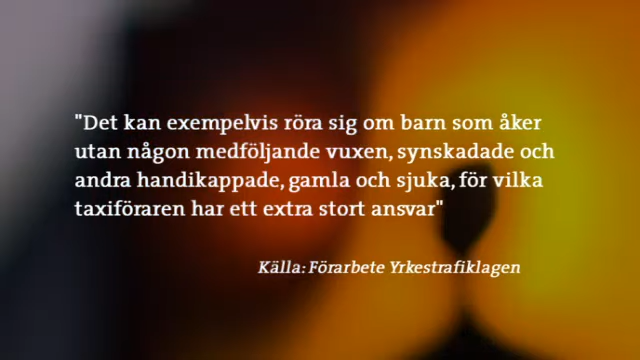 "Det kan exempelvis röra sig om barn som åker
utan någon medföljande vuxen, synskadade och
andra handikappade, gamla och sjuka, för vilka
taxiföraren har ett extra stort ansvar"
Källa: Förarbete Yrkestrafiklagen